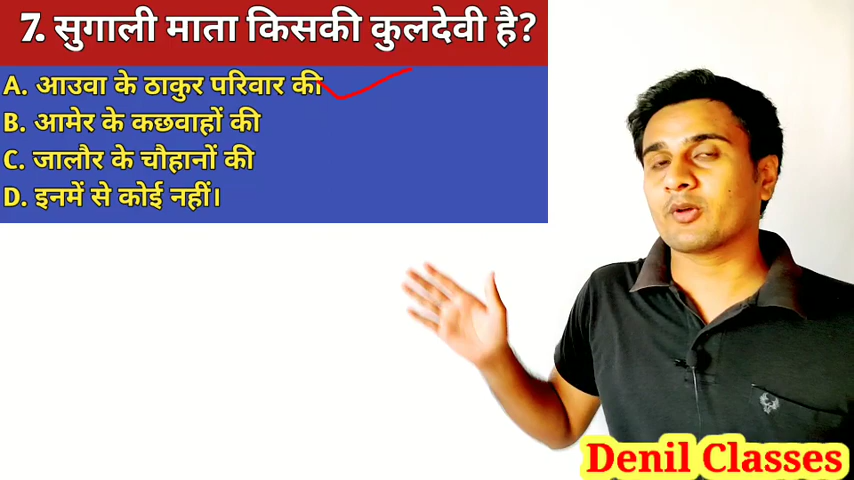 7. सुगाली माता किसकी कुलदेवी है?
A. आउवा के ठाकुर परिवार की
B. आमेर के कछवाहों की
C. जालौर के चौहानों की
D. इनमें से कोई नहीं।
Denil Classes